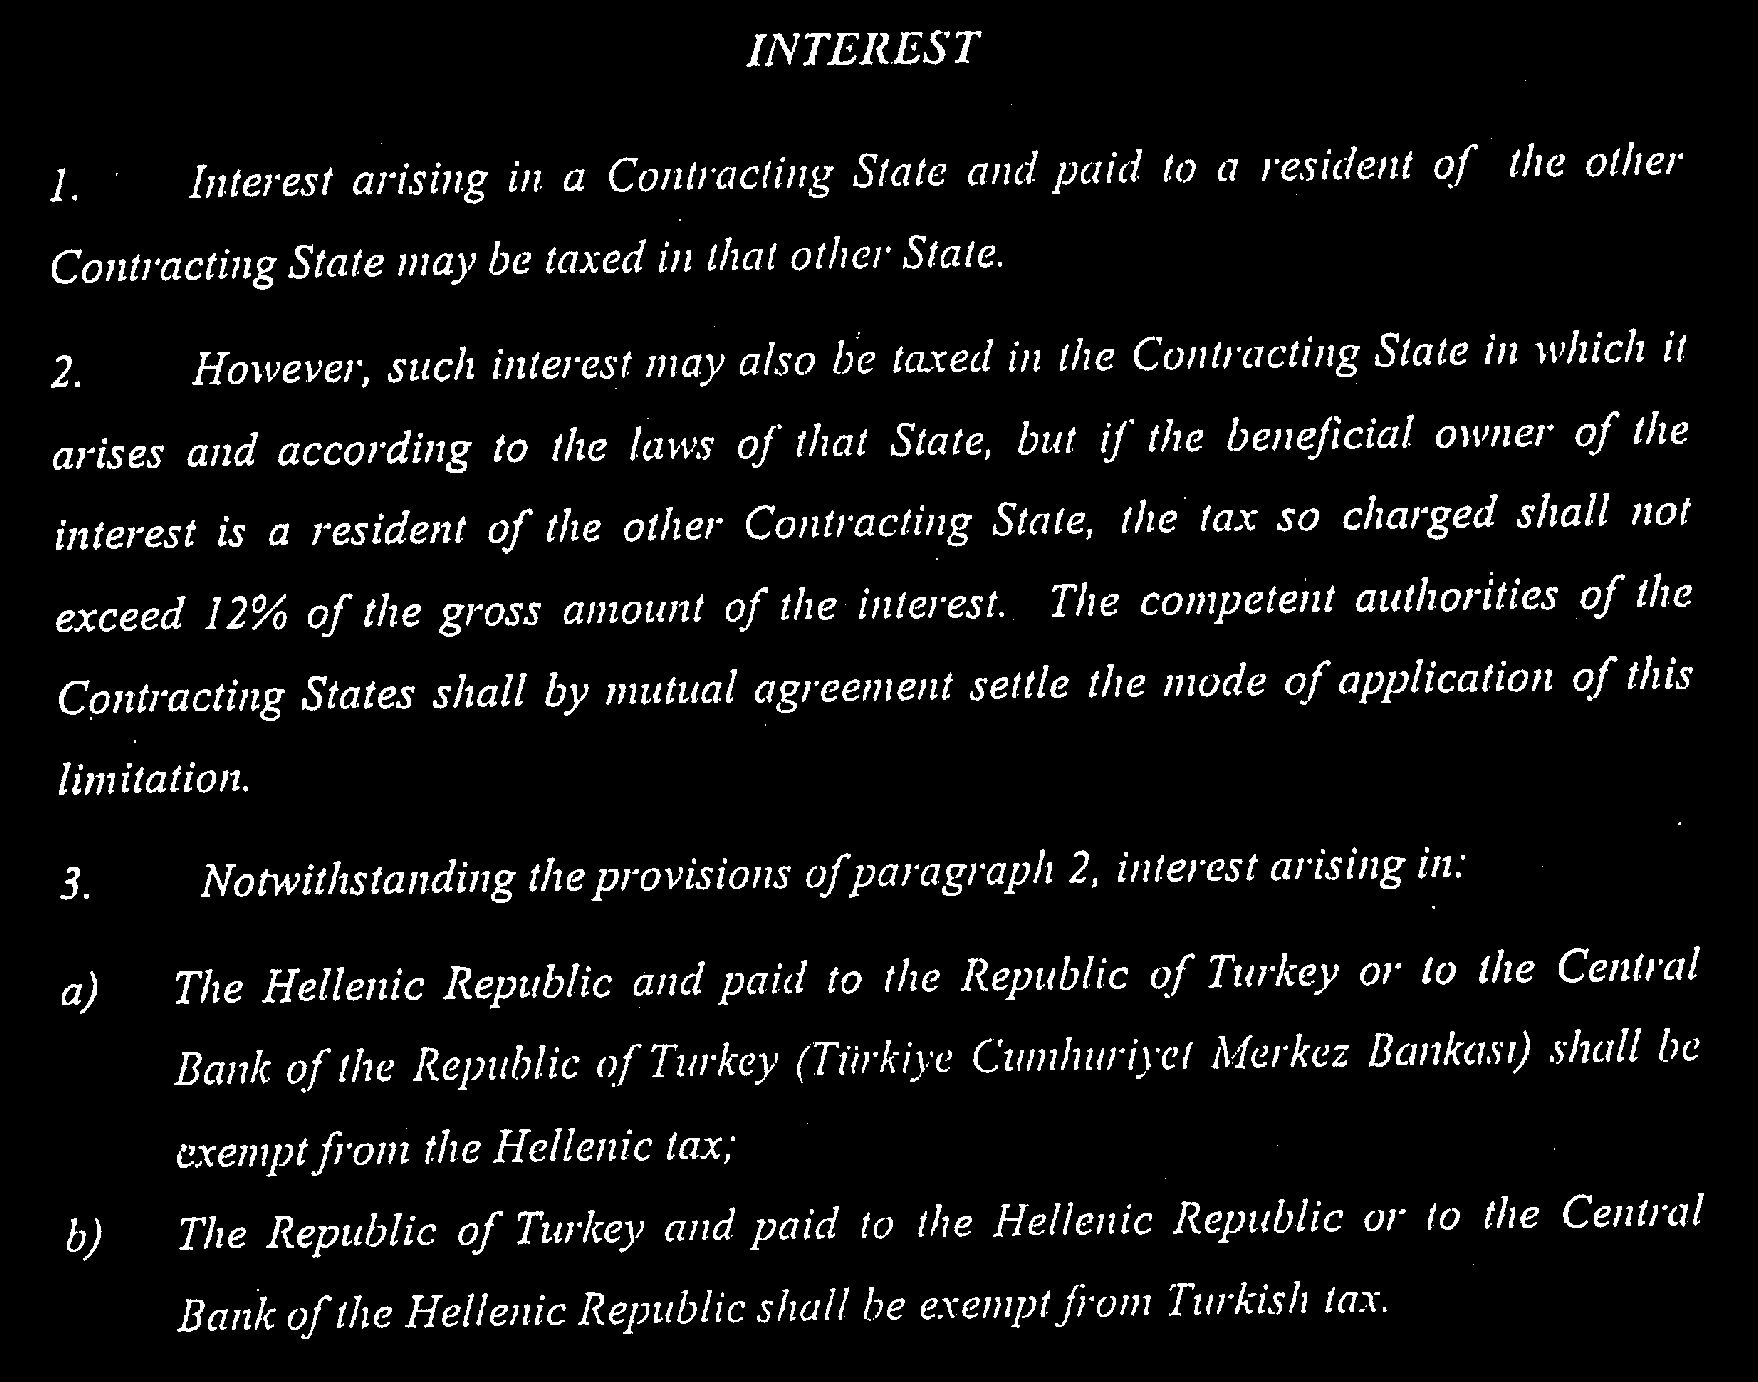 INTEREST
1. Interest arising in a Contracting State and paid to a resident of the other
Contracting State may be taxed in that other State.
2. However, such interest may also be taxed in the Contracting State in which it
arises and according to the laws of that State, but if the beneficial owner of the
interest is a resident of the other Contracting State, the tax so charged shall not
exceed 12% of the gross amount of the interest. The competent authorities of the
Contracting States shall by mutual agreement settle the mode of application of this
limitation.
3. Notwithstanding the provisions of paragraph 2, interest arising in:
a) The Hellenic Republic and paid to the Republic of Turkey or to the Central
Bank of the Republic of Turkey (Türkiye Cumhuriyet Merkez Bankası) shall be
exempt from the Hellenic tax;
b) The Republic of Turkey and paid to the Hellenic Republic or to the Central
Bank of the Hellenic Republic shall be exempt from Turkish tax.